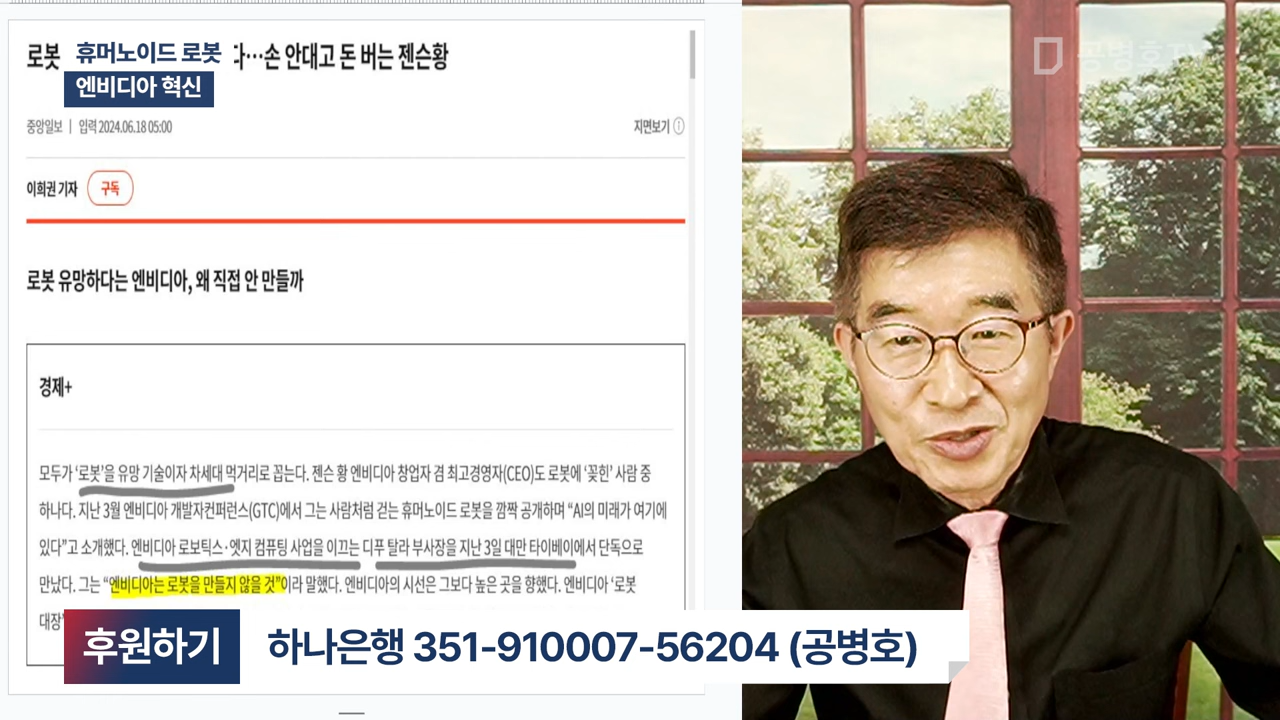 로봇
휴머노이드 로봇
다…손 안대고 돈 버는 젠슨황
엔비디아 혁신
공병호TV
중앙일보 | 입력 2024.06.18 05:00
지면보기
이희권 기자
구독
로봇 유망하다는 엔비디아, 왜 직접 안 만들까
경제+
모두가 ‘로봇’을 유망 기술이자 차세대 먹거리로 꼽는다. 젠슨 황 엔비디아 창업자 겸 최고경영자(CEO)도 로봇에 ‘꽂힌’ 사람 중
하나다. 지난 3월 엔비디아 개발자컨퍼런스(GTC)에서 그는 사람처럼 걷는 휴머노이드 로봇을 깜짝 공개하며 “AI의 미래가 여기에
있다”고 소개했다. 엔비디아 로보틱스·엣지 컴퓨팅 사업을 이끄는 디푸 탈라 부사장을 지난 3일 대만 타이베이에서 단독으로
만났다. 그는 “엔비디아는 로봇을 만들지 않을 것”이라 말했다. 엔비디아의 시선은 그보다 높은 곳을 향했다. 엔비디아 ‘로봇
대장’
후원하기
하나은행 351-910007-56204 (공병호)